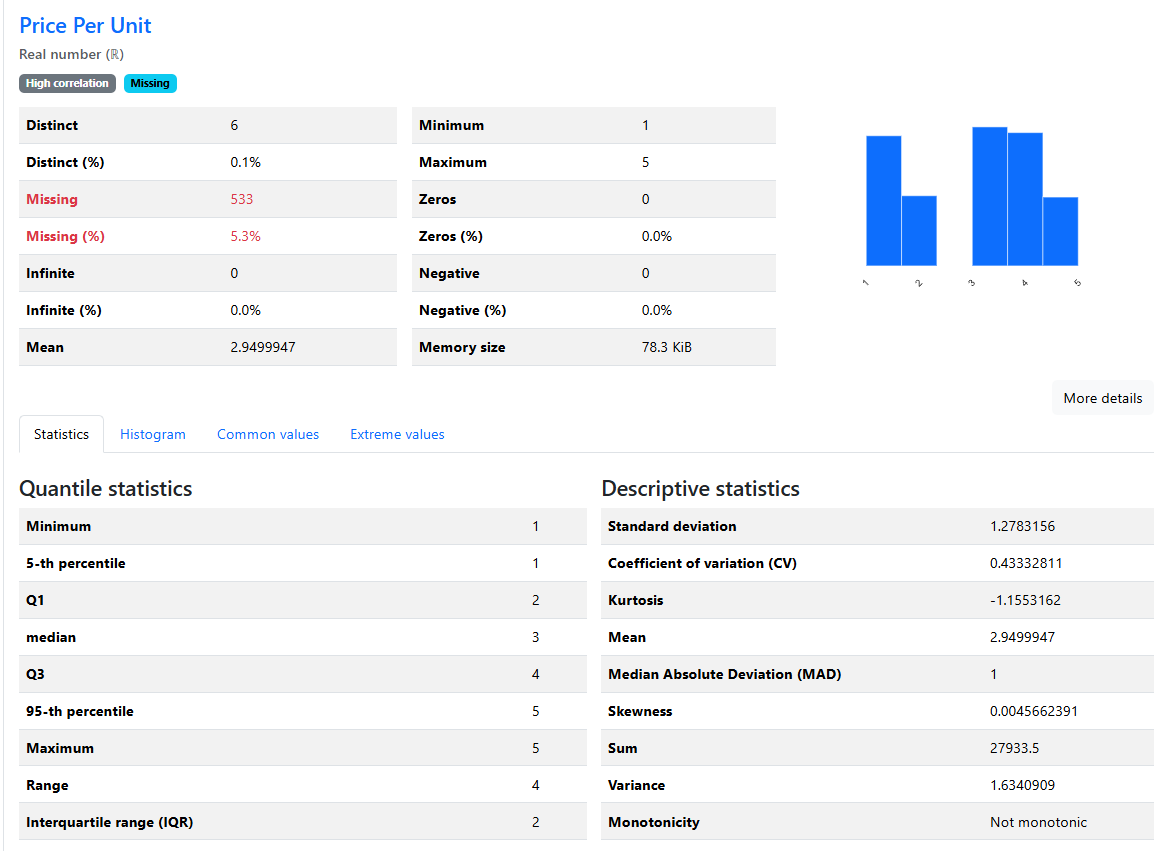 Price Per Unit
Real number (ℝ)
High correlation Missing
Distinct 6 Minimum 1
Distinct (%) 0.1% Maximum 5
Missing 533 Zeros 0
Missing (%) 5.3% Zeros (%) 0.0%
Infinite 0 Negative 0
Infinite (%) 0.0% Negative (%) 0.0%
Mean 2.9499947 Memory size 78.3 KiB
1 2 3 4 5
More details
Statistics Histogram Common values Extreme values
Quantile statistics
Minimum 1
5-th percentile 1
Q1 2
median 3
Q3 4
95-th percentile 5
Maximum 5
Range 4
Interquartile range (IQR) 2
Descriptive statistics
Standard deviation 1.2783156
Coefficient of variation (CV) 0.43332811
Kurtosis -1.1553162
Mean 2.9499947
Median Absolute Deviation (MAD) 1
Skewness 0.0045662391
Sum 27933.5
Variance 1.6340909
Monotonicity Not monotonic